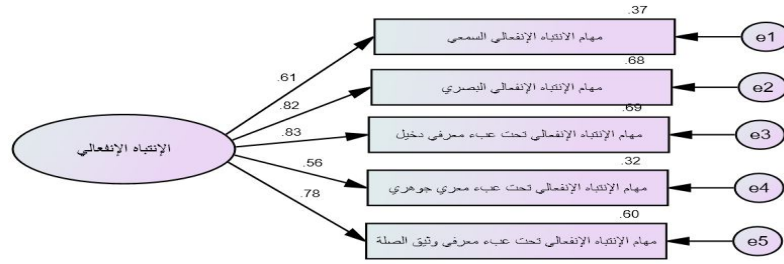 .37
مهام الانتباه الإنفعالي السمعي
e1
.61
.68
مهام الإنتباه الإنفعالي البصري
e2
.82
.69
مهام الإنتباه الإنفعالي تحت عبء معرفي دخيل
e3
.83
الإنتباه الإنفعالي
.32
مهام الإنتباه الإنفعالي تحت عبء معري جوهري
e4
.56
.60
مهام الإنتباه الإنفعالي تحت عبء معرفي وثيق الصلة
e5
.78